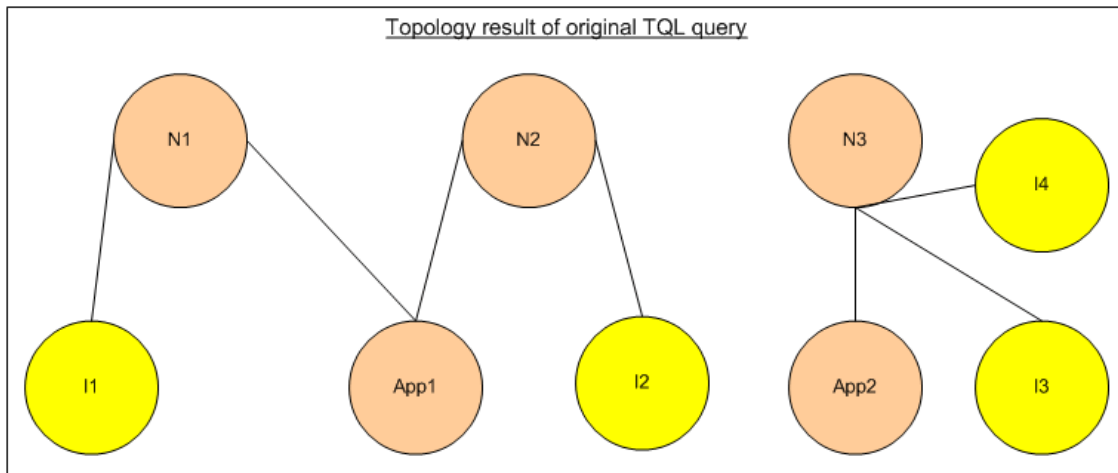 Topology result of original TQL query
N1
N2
N3
I4
I1
App1
I2
App2
I3